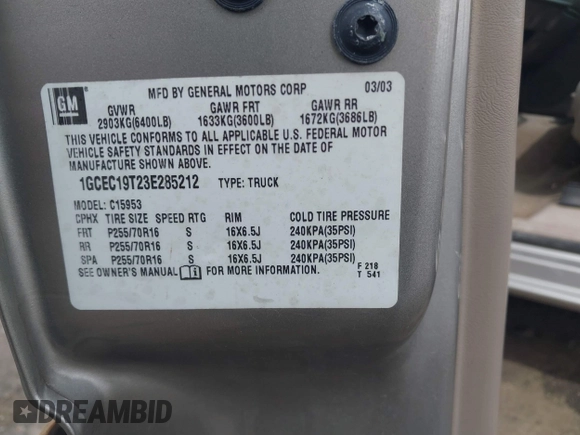 GM
MFD BY GENERAL MOTORS CORP 03/03
GVWR GAWR FRT GAWR RR
2903KG(6400LB) 1633KG(3600LB) 1672KG(3686LB)
THIS VEHICLE CONFORMS TO ALL APPLICABLE U.S. FEDERAL MOTOR
VEHICLE SAFETY STANDARDS IN EFFECT ON THE DATE OF
MANUFACTURE SHOWN ABOVE.
1GCEC19T23E285212 TYPE: TRUCK
MODEL: C15953
CPHX TIRE SIZE SPEED RTG RIM COLD TIRE PRESSURE
FRT P255/70R16 S 16X6.5J 240KPA(35PSI)
RR P255/70R16 S 16X6.5J 240KPA(35PSI)
SPA P255/70R16 S 16X6.5J 240KPA(35PSI)
SEE OWNER'S MANUAL FOR MORE INFORMATION. F 218
T 541
DREAMBID